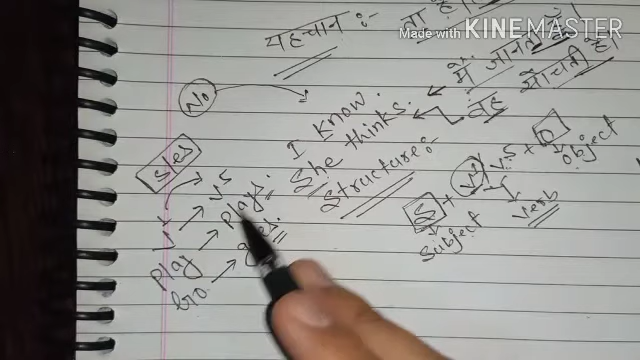 Made with KINEMASTER
पहचान :-
ता है।
मैं जानता हूँ।
वह सोचती है।
No
I know.
She thinks.
Structure:-
S + V5 + O
Subject
Verb
object
s/es
V5
Play
Plays.
Go
goes.